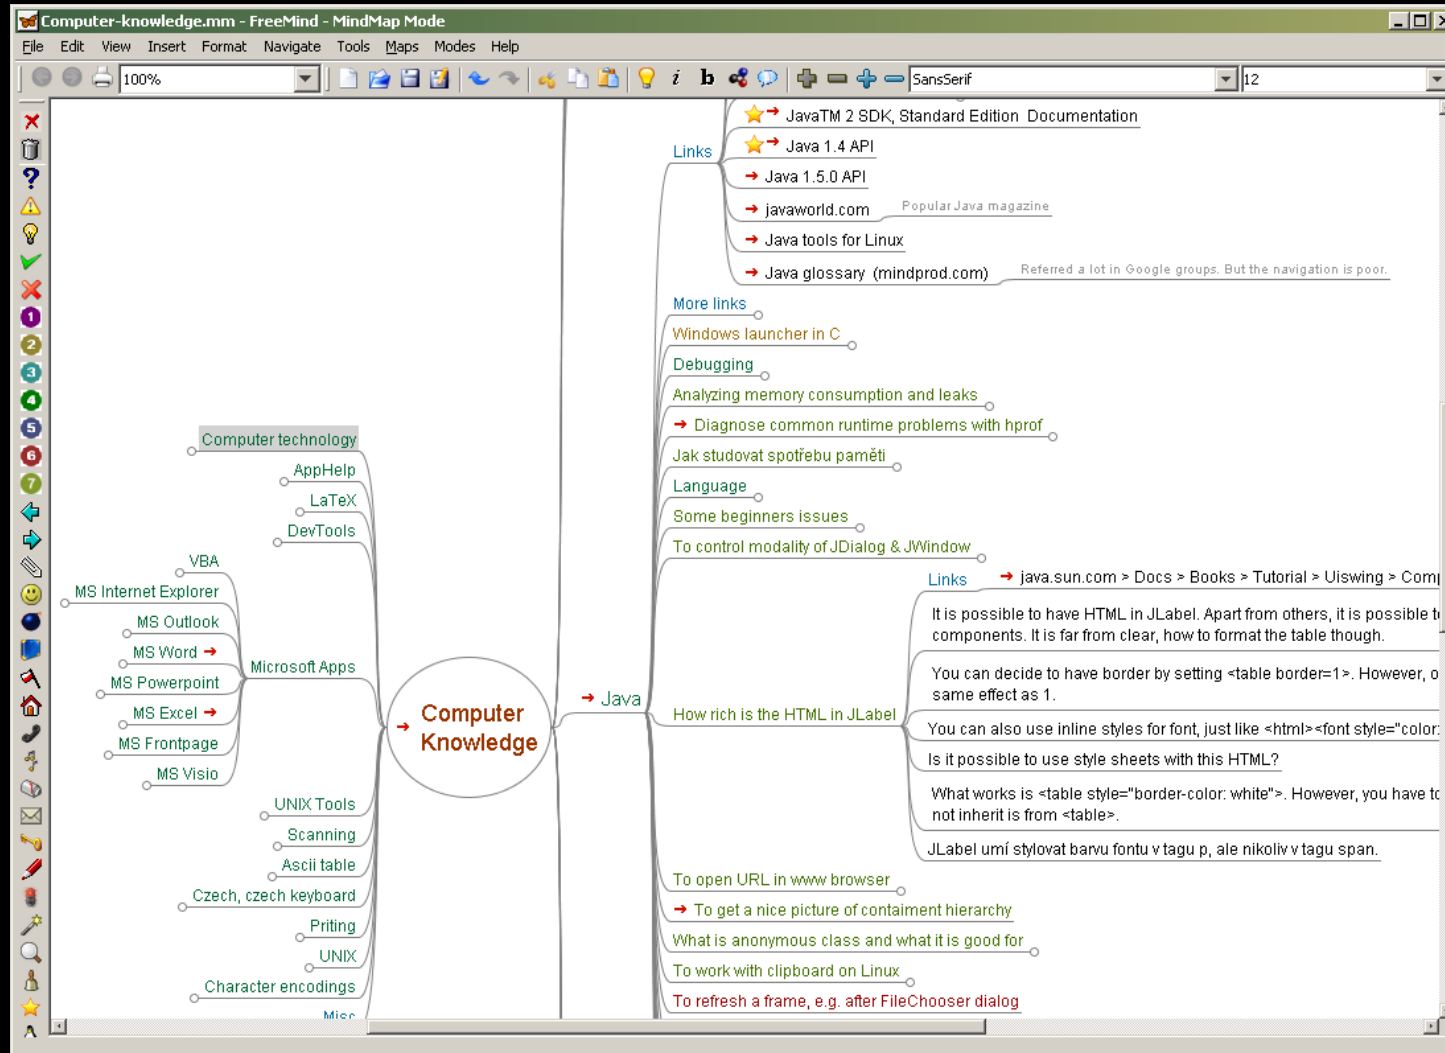 Computer-knowledge.mm - FreeMind - MindMap Mode
File Edit View Insert Format Navigate Tools Maps Modes Help
100%
i b
SansSerif
12
1
2
3
4
5
6
7
Computer technology
AppHelp
LaTeX
DevTools
VBA
MS Internet Explorer
MS Outlook
MS Word
MS Powerpoint
MS Excel
MS Frontpage
MS Visio
Microsoft Apps
UNIX Tools
Scanning
Ascii table
Czech, czech keyboard
Priting
UNIX
Character encodings
Misc
Computer
Knowledge
Java
Links
JavaTM 2 SDK, Standard Edition Documentation
Java 1.4 API
Java 1.5.0 API
javaworld.com Popular Java magazine
Java tools for Linux
Java glossary (mindprod.com) Referred a lot in Google groups. But the navigation is poor.
More links
Windows launcher in C
Debugging
Analyzing memory consumption and leaks
Diagnose common runtime problems with hprof
Jak studovat spotřebu paměti
Language
Some beginners issues
To control modality of JDialog & JWindow
How rich is the HTML in JLabel
Links java.sun.com > Docs > Books > Tutorial > Uiswing > Comp
It is possible to have HTML in JLabel. Apart from others, it is possible t
components. It is far from clear, how to format the table though.
You can decide to have border by setting <table border=1>. However, o
same effect as 1.
You can also use inline styles for font, just like <html><font style="color:
Is it possible to use style sheets with this HTML?
What works is <table style="border-color: white">. However, you have to
not inherit is from <table>.
JLabel umí stylovat barvu fontu v tagu p, ale nikoliv v tagu span.
To open URL in www browser
To get a nice picture of contaiment hierarchy
What is anonymous class and what it is good for
To work with clipboard on Linux
To refresh a frame, e.g. after FileChooser dialog